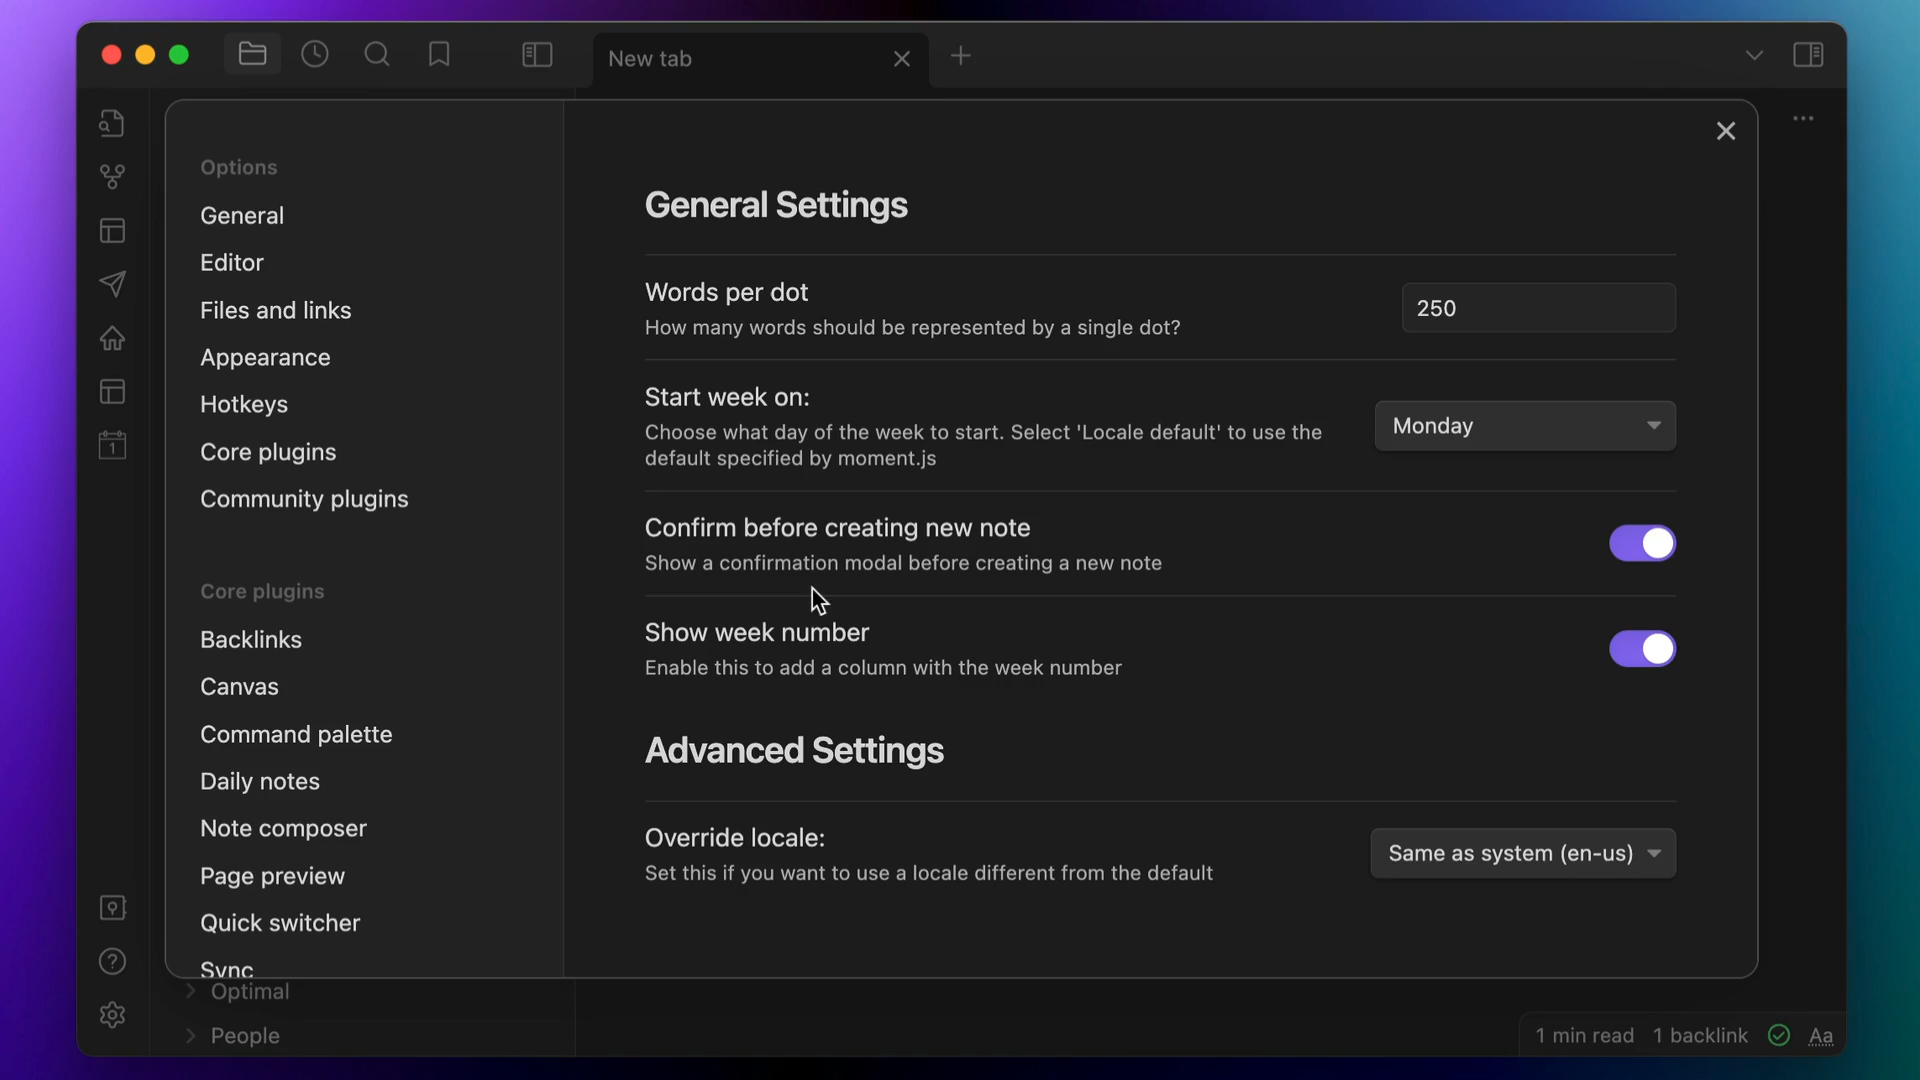 New tab
Options
General
Editor
Files and links
Appearance
Hotkeys
Core plugins
Community plugins
Core plugins
Backlinks
Canvas
Command palette
Daily notes
Note composer
Page preview
Quick switcher
Sync
Optimal
People
General Settings
Words per dot
How many words should be represented by a single dot?
250
Start week on:
Choose what day of the week to start. Select 'Locale default' to use the
default specified by moment.js
Monday
Confirm before creating new note
Show a confirmation modal before creating a new note
Show week number
Enable this to add a column with the week number
Advanced Settings
Override locale:
Set this if you want to use a locale different from the default
Same as system (en-us)
1 min read 1 backlink Aa
1